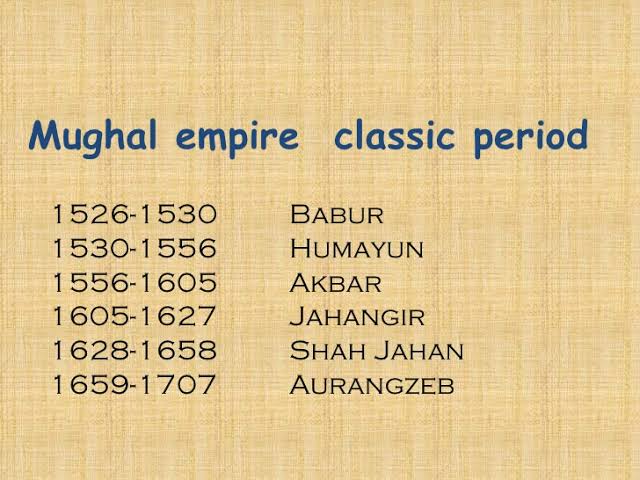 Mughal empire classic period
1526-1530 Babur
1530-1556 Humayun
1556-1605 Akbar
1605-1627 Jahangir
1628-1658 Shah Jahan
1659-1707 Aurangzeb